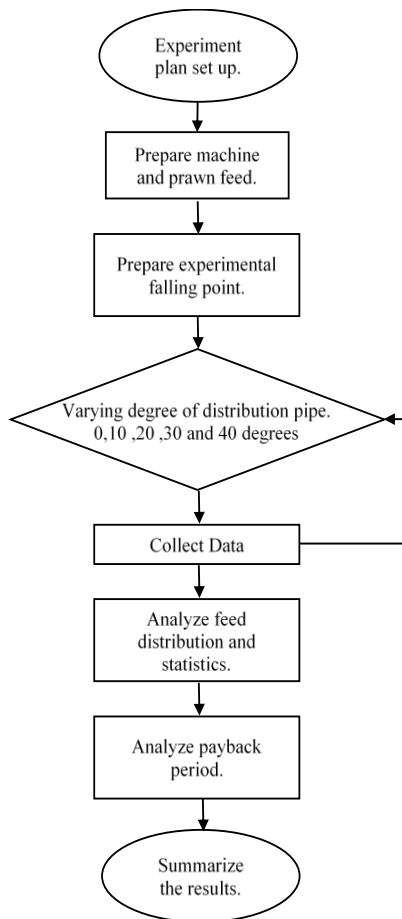 Experiment
plan set up.
Prepare machine
and prawn feed.
Prepare experimental
falling point.
Varying degree of distribution pipe.
0,10 ,20 ,30 and 40 degrees
Collect Data
Analyze feed
distribution and
statistics.
Analyze payback
period.
Summarize
the results.